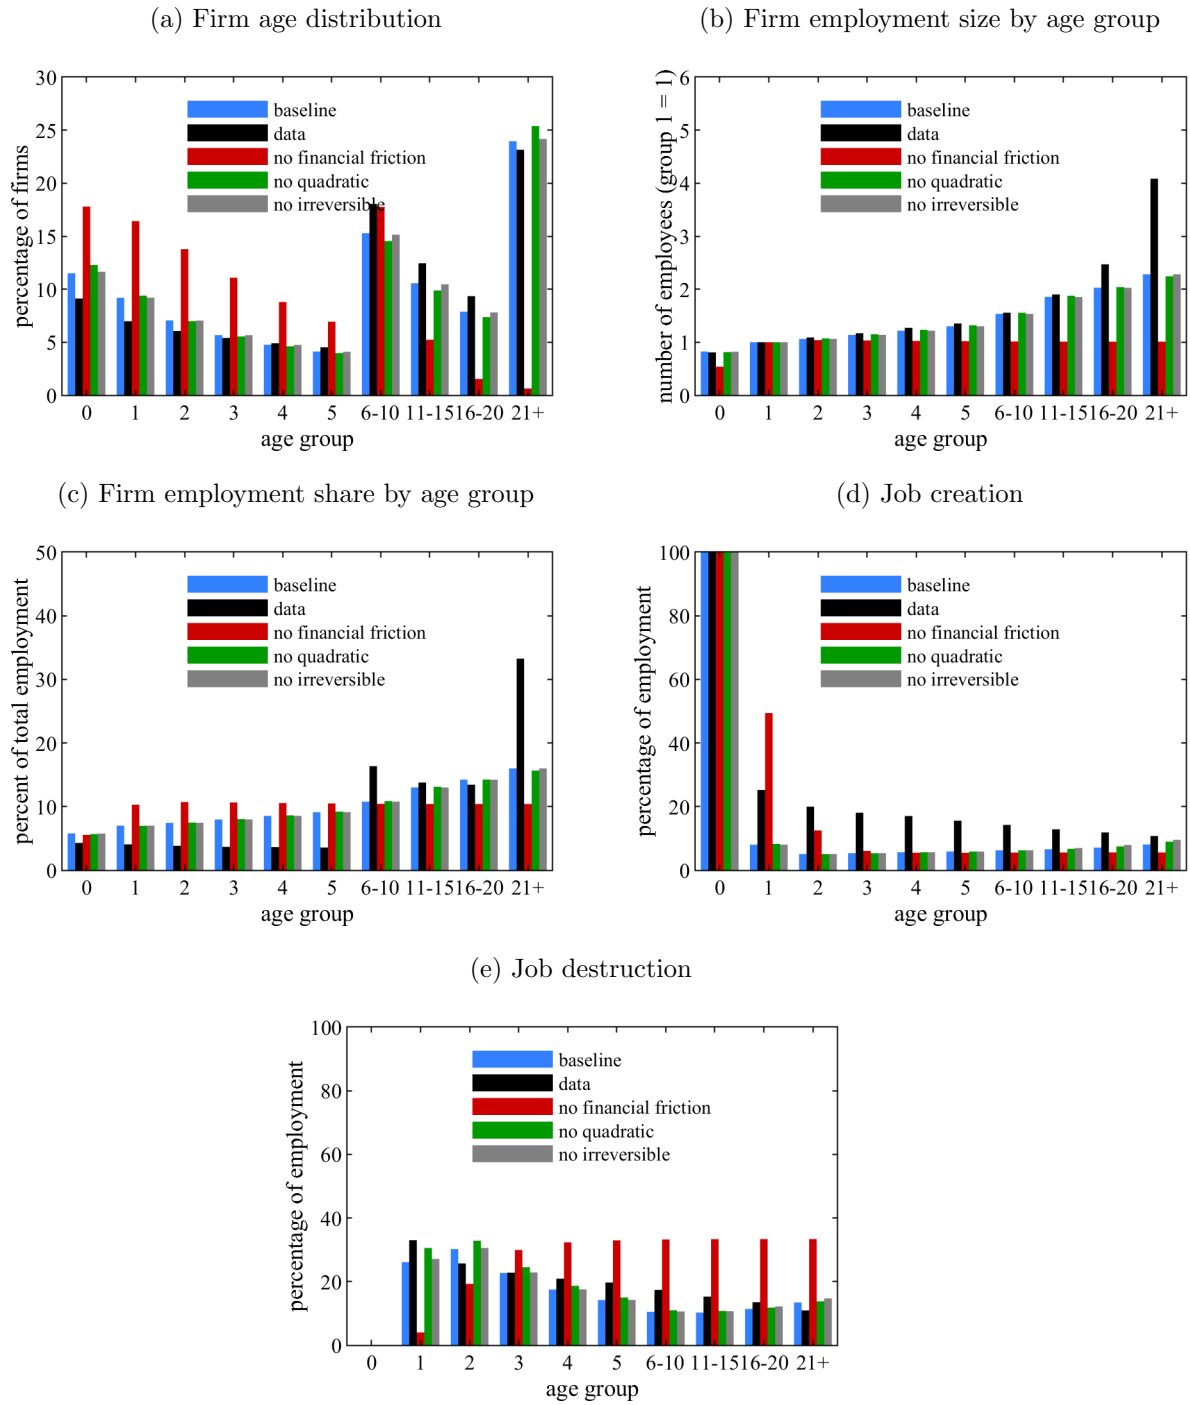 (a) Firm age distribution
30
25
20
15
10
5
0
percentage of firms
baseline
data
no financial friction
no quadratic
no irreversible
0 1 2 3 4 5 6-10 11-15 16-20 21+
age group
(b) Firm employment size by age group
6
5
4
3
2
1
0
number of employees (group 1 = 1)
baseline
data
no financial friction
no quadratic
no irreversible
0 1 2 3 4 5 6-10 11-15 16-20 21+
age group
(c) Firm employment share by age group
50
40
30
20
10
0
percent of total employment
baseline
data
no financial friction
no quadratic
no irreversible
0 1 2 3 4 5 6-10 11-15 16-20 21+
age group
(d) Job creation
100
80
60
40
20
0
percentage of employment
baseline
data
no financial friction
no quadratic
no irreversible
0 1 2 3 4 5 6-10 11-15 16-20 21+
age group
(e) Job destruction
100
80
60
40
20
0
percentage of employment
baseline
data
no financial friction
no quadratic
no irreversible
0 1 2 3 4 5 6-10 11-15 16-20 21+
age group